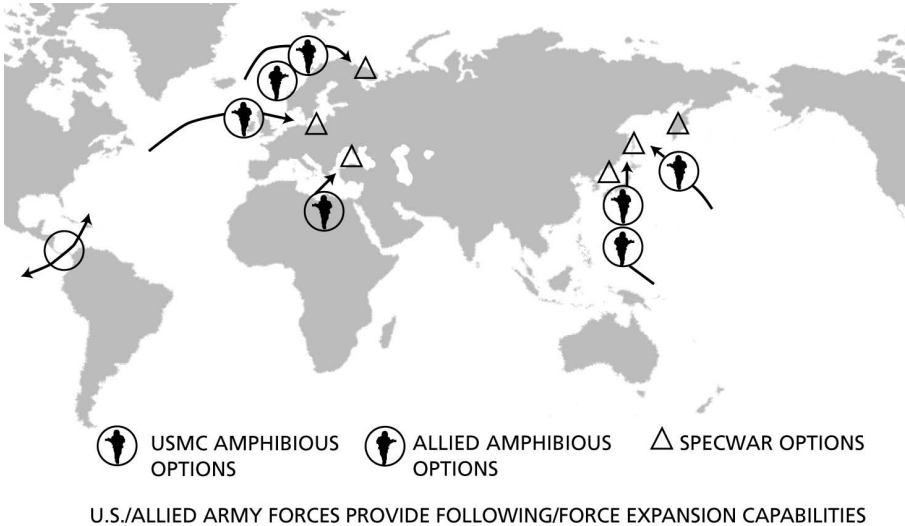 USMC AMPHIBIOUS
OPTIONS
ALLIED AMPHIBIOUS
OPTIONS
SPECWAR OPTIONS
U.S./ALLIED ARMY FORCES PROVIDE FOLLOWING/FORCE EXPANSION CAPABILITIES